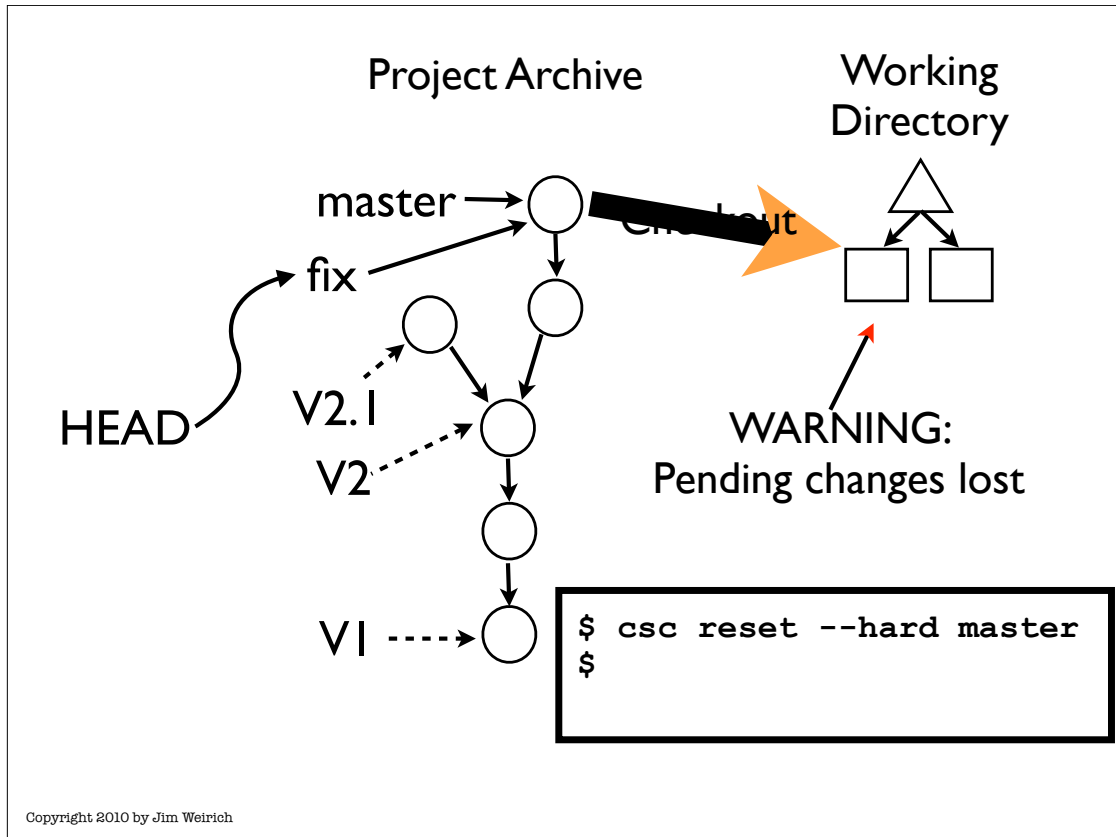 Project Archive
Working
Directory
master
Checkout
fix
V2.1
HEAD
V2
WARNING:
Pending changes lost
V1
$ csc reset --hard master
$
Copyright 2010 by Jim Weirich